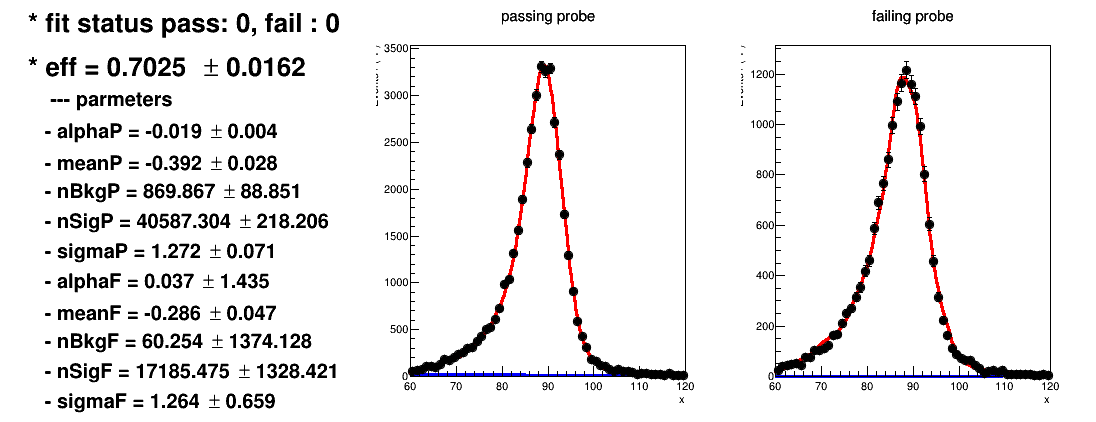 * fit status pass: 0, fail : 0
* eff = 0.7025 ± 0.0162
--- parmeters
- alphaP = -0.019 ± 0.004
- meanP = -0.392 ± 0.028
- nBkgP = 869.867 ± 88.851
- nSigP = 40587.304 ± 218.206
- sigmaP = 1.272 ± 0.071
- alphaF = 0.037 ± 1.435
- meanF = -0.286 ± 0.047
- nBkgF = 60.254 ± 1374.128
- nSigF = 17185.475 ± 1328.421
- sigmaF = 1.264 ± 0.659
passing probe
3500
3000
2500
2000
1500
1000
500
0
60 70 80 90 100 110 120
x
failing probe
1200
1000
800
600
400
200
0
60 70 80 90 100 110 120
x